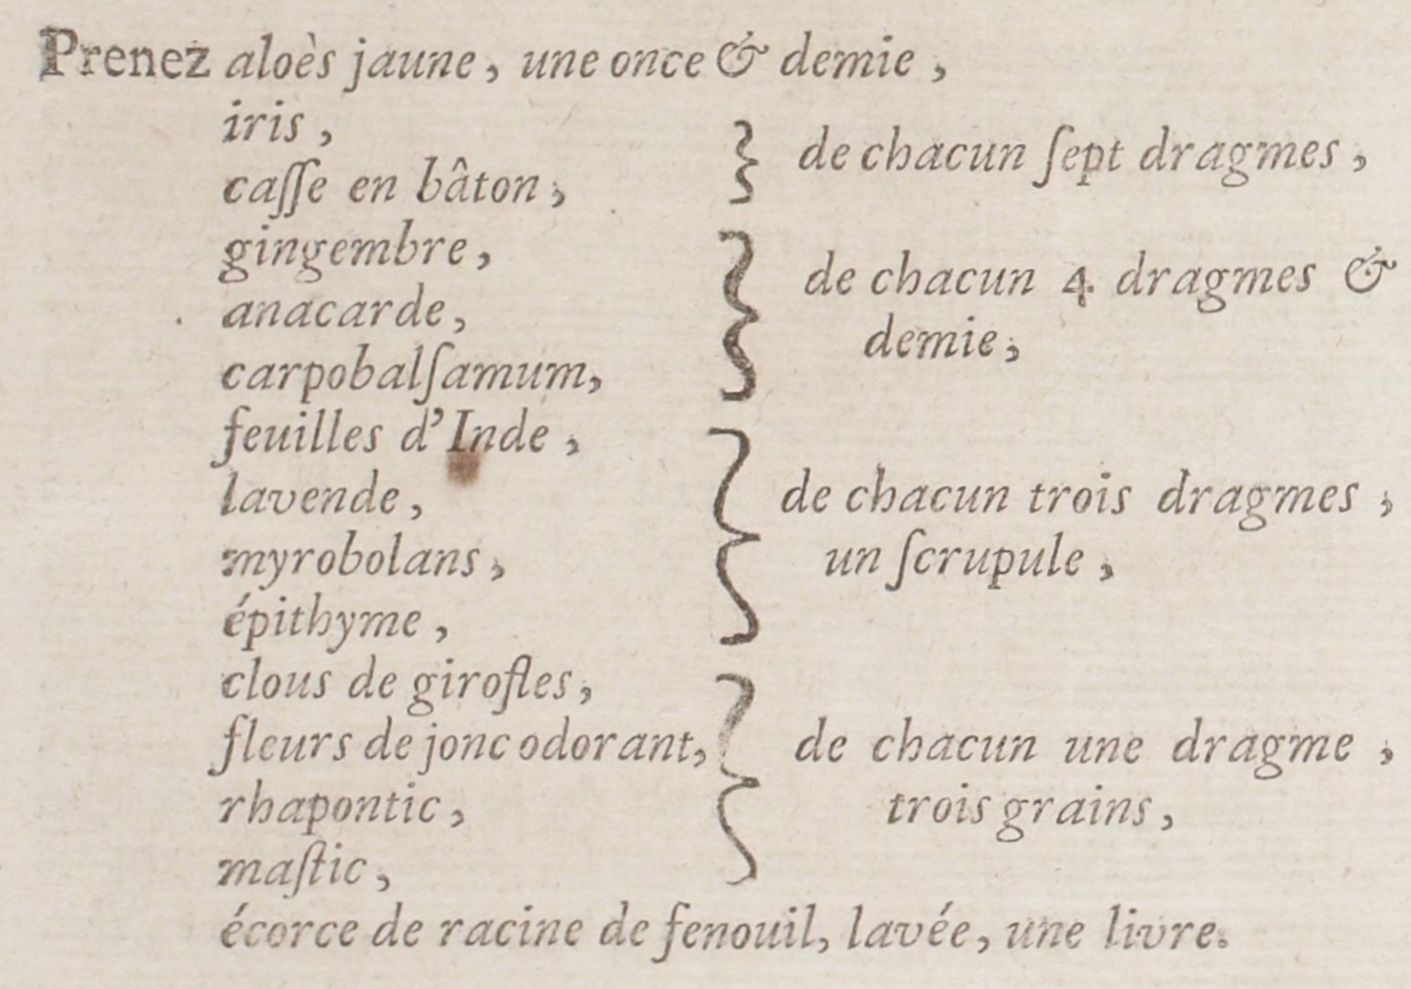 Prenez aloès jaune, une once & demie,
iris,
caſſe en bâton,
de chacun ſept dragmes,
gingembre,
anacarde,
carpobalſamum,
de chacun 4 dragmes &
demie,
feuilles d'Inde,
lavende,
myrobolans,
épithyme,
de chacun trois dragmes,
un ſcrupule,
clous de girofles,
fleurs de jonc odorant,
rhapontic,
maſtic,
de chacun une dragme,
trois grains,
écorce de racine de fenouil, lavée, une livre.